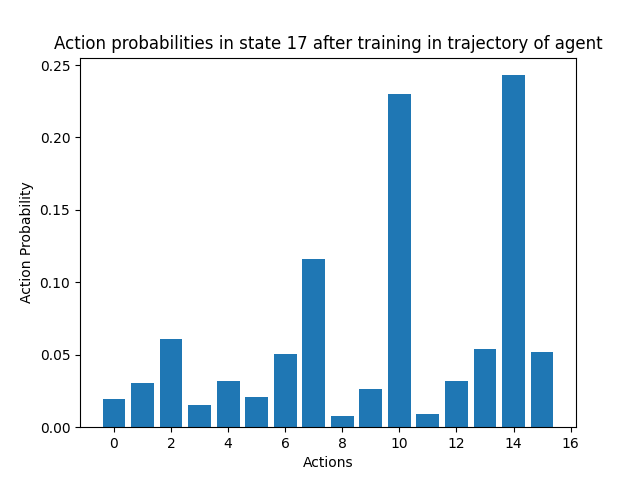 Action probabilities in state 17 after training in trajectory of agent
0.25
0.20
0.15
0.10
0.05
0.00
Action Probability
0 2 4 6 8 10 12 14 16
Actions